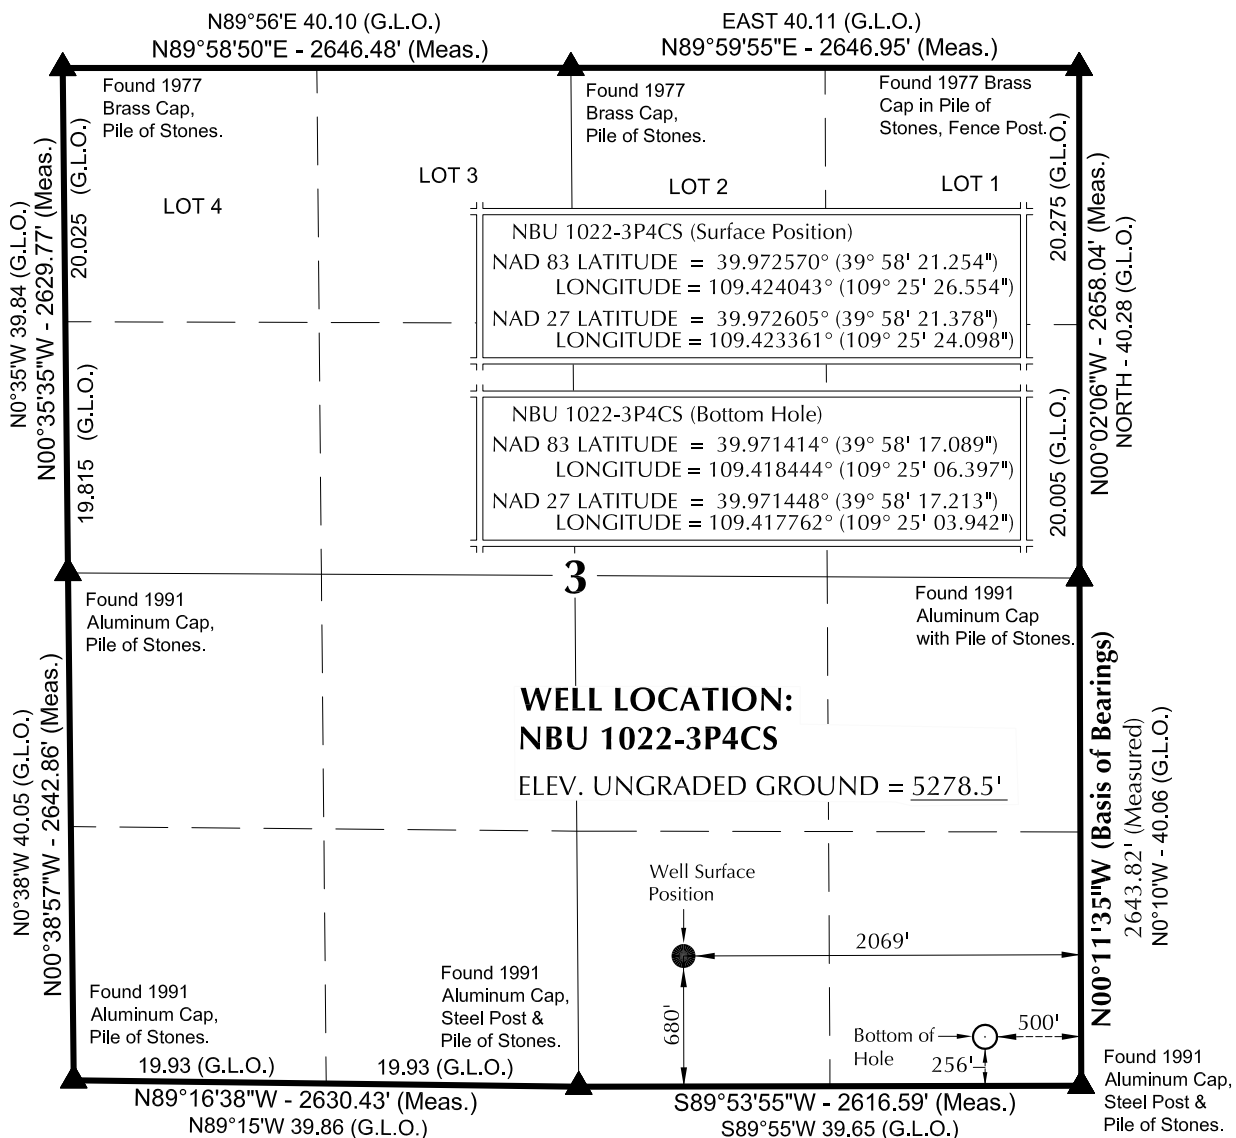 N89°56'E 40.10 (G.L.O.)
N89°58'50"E - 2646.48' (Meas.)
EAST 40.11 (G.L.O.)
N89°59'55"E - 2646.95' (Meas.)
Found 1977
Brass Cap,
Pile of Stones.
Found 1977
Brass Cap,
Pile of Stones.
Found 1977 Brass
Cap in Pile of
Stones, Fence Post.
LOT 4
LOT 3
LOT 2
LOT 1
N0°35'W 39.84 (G.L.O.)
N00°35'35"W - 2629.77' (Meas.)
20.025 (G.L.O.)
19.815 (G.L.O.)
20.275 (G.L.O.)
20.005 (G.L.O.)
N00°02'06"W - 2658.04' (Meas.)
NORTH - 40.28 (G.L.O.)
NBU 1022-3P4CS (Surface Position)
NAD 83 LATITUDE = 39.972570° (39° 58' 21.254")
LONGITUDE = 109.424043° (109° 25' 26.554")
NAD 27 LATITUDE = 39.972605° (39° 58' 21.378")
LONGITUDE = 109.423361° (109° 25' 24.098")
NBU 1022-3P4CS (Bottom Hole)
NAD 83 LATITUDE = 39.971414° (39° 58' 17.089")
LONGITUDE = 109.418444° (109° 25' 06.397")
NAD 27 LATITUDE = 39.971448° (39° 58' 17.213")
LONGITUDE = 109.417762° (109° 25' 03.942")
3
Found 1991
Aluminum Cap,
Pile of Stones.
Found 1991
Aluminum Cap
with Pile of Stones.
WELL LOCATION:
NBU 1022-3P4CS
ELEV. UNGRADED GROUND = 5278.5'
N0°38'W 40.05 (G.L.O.)
N00°38'57"W - 2642.86' (Meas.)
N00°11'35"W (Basis of Bearings)
2643.82' (Measured)
N0°10'W - 40.06 (G.L.O.)
Well Surface
Position
2069'
680'
Bottom of
Hole
500'
256'
Found 1991
Aluminum Cap,
Pile of Stones.
Found 1991
Aluminum Cap,
Steel Post &
Pile of Stones.
Found 1991
Aluminum Cap,
Steel Post &
Pile of Stones.
19.93 (G.L.O.)
19.93 (G.L.O.)
N89°16'38"W - 2630.43' (Meas.)
N89°15'W 39.86 (G.L.O.)
S89°53'55"W - 2616.59' (Meas.)
S89°55'W 39.65 (G.L.O.)